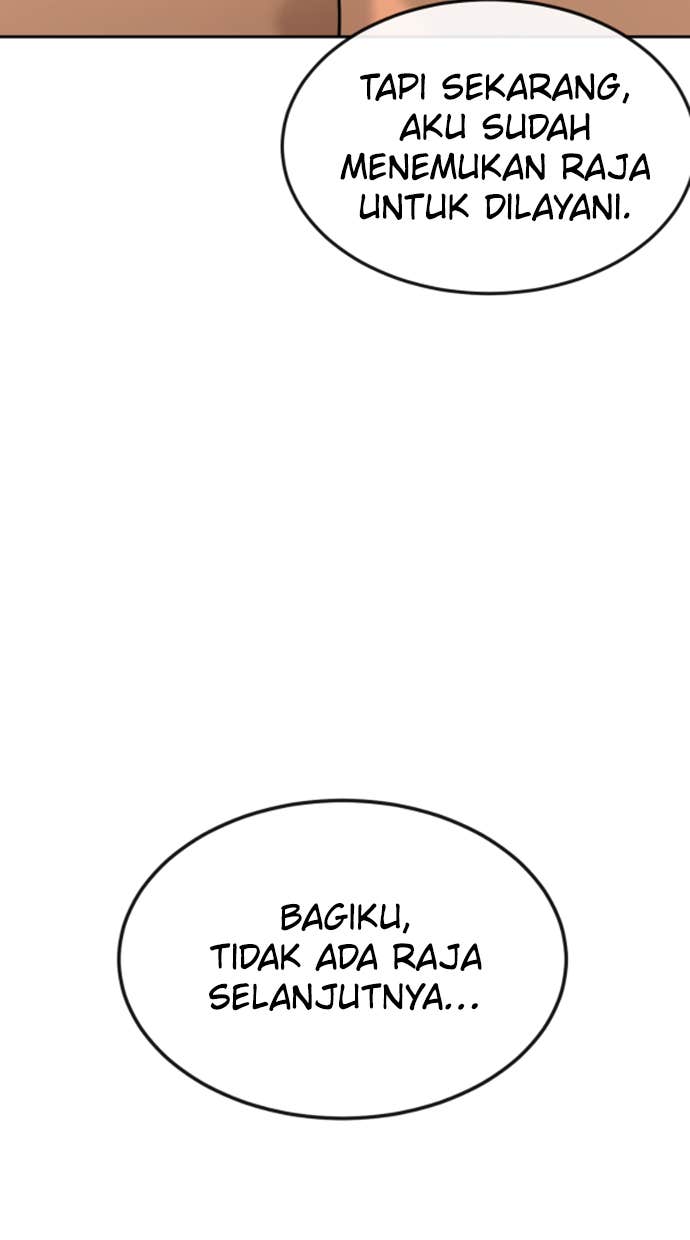 TAPI SEKARANG,
AKU SUDAH
MENEMUKAN RAJA
UNTUK DILAYANI.
BAGIKU,
TIDAK ADA RAJA
SELANJUTNYA...